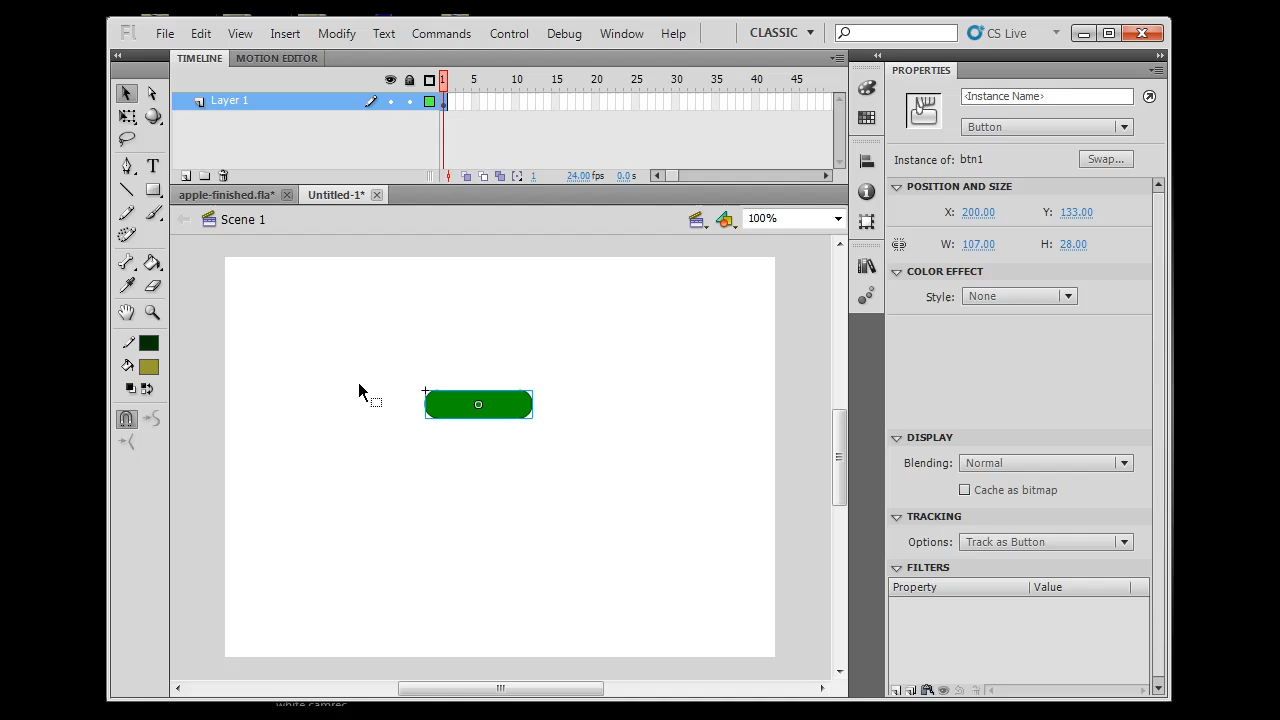 Fl File Edit View Insert Modify Text Commands Control Debug Window Help CLASSIC CS Live
TIMELINE MOTION EDITOR
1 5 10 15 20 25 30 35 40 45
Layer 1
1 24.00 fps 0.0 s
apple-finished.fla* Untitled-1*
Scene 1 100%
PROPERTIES
<Instance Name>
Button
Instance of: btn1 Swap...
POSITION AND SIZE
X: 200.00 Y: 133.00
W: 107.00 H: 28.00
COLOR EFFECT
Style: None
DISPLAY
Blending: Normal
Cache as bitmap
TRACKING
Options: Track as Button
FILTERS
Property Value
white camrec